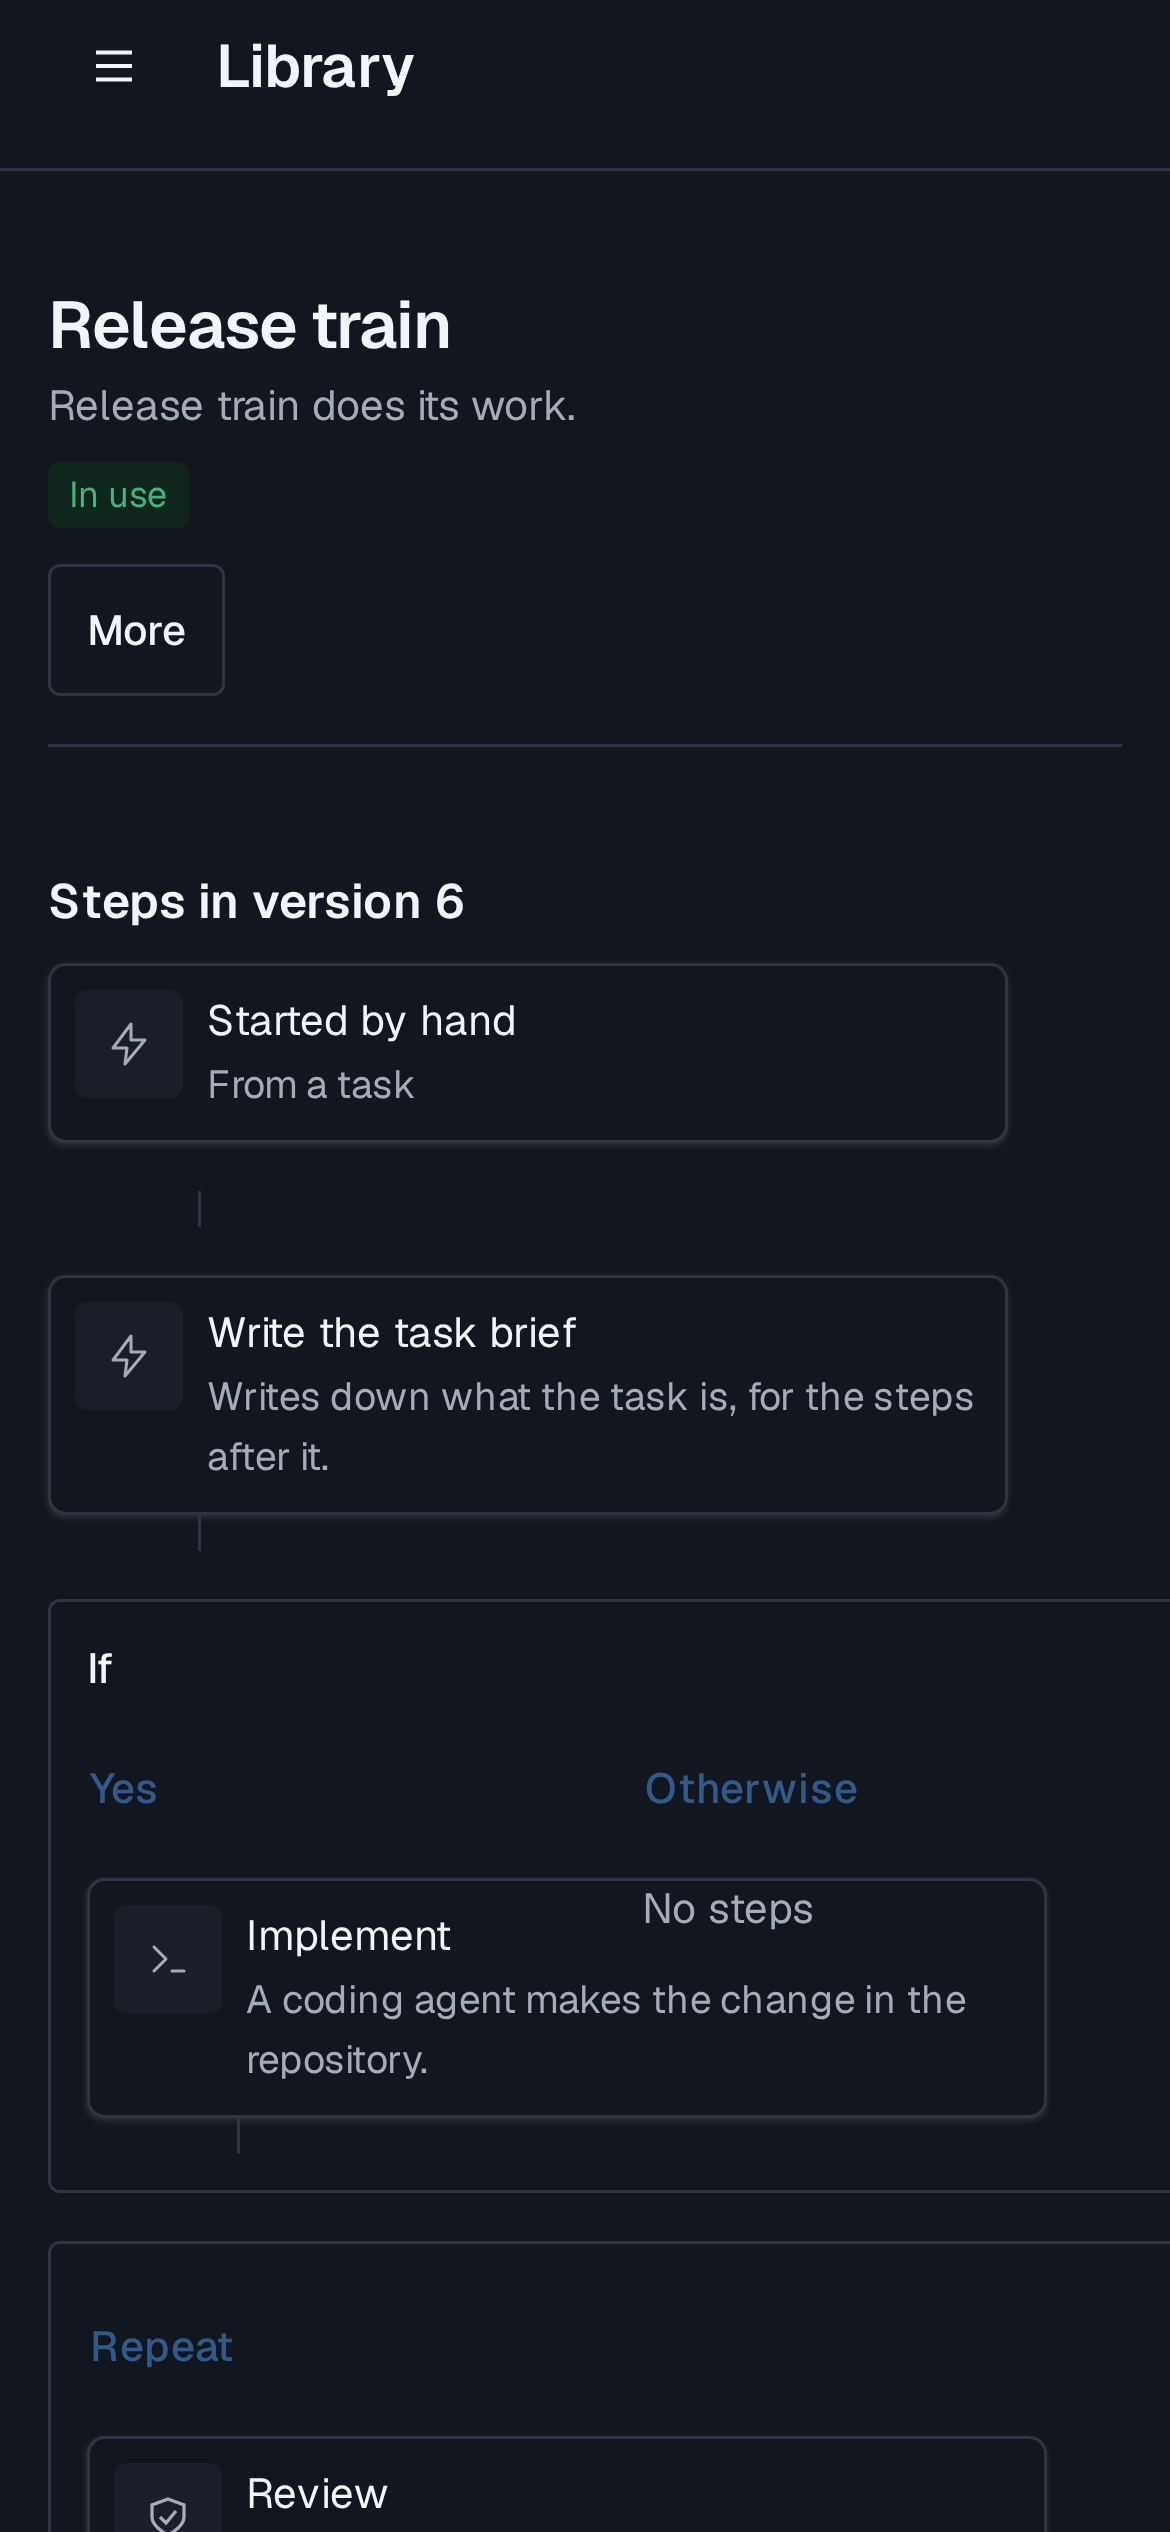 Library
Release train
Release train does its work.
In use
More
Steps in version 6
Started by hand
From a task
Write the task brief
Writes down what the task is, for the steps
after it.
If
Yes
Otherwise
No steps
Implement
A coding agent makes the change in the
repository.
Repeat
Review